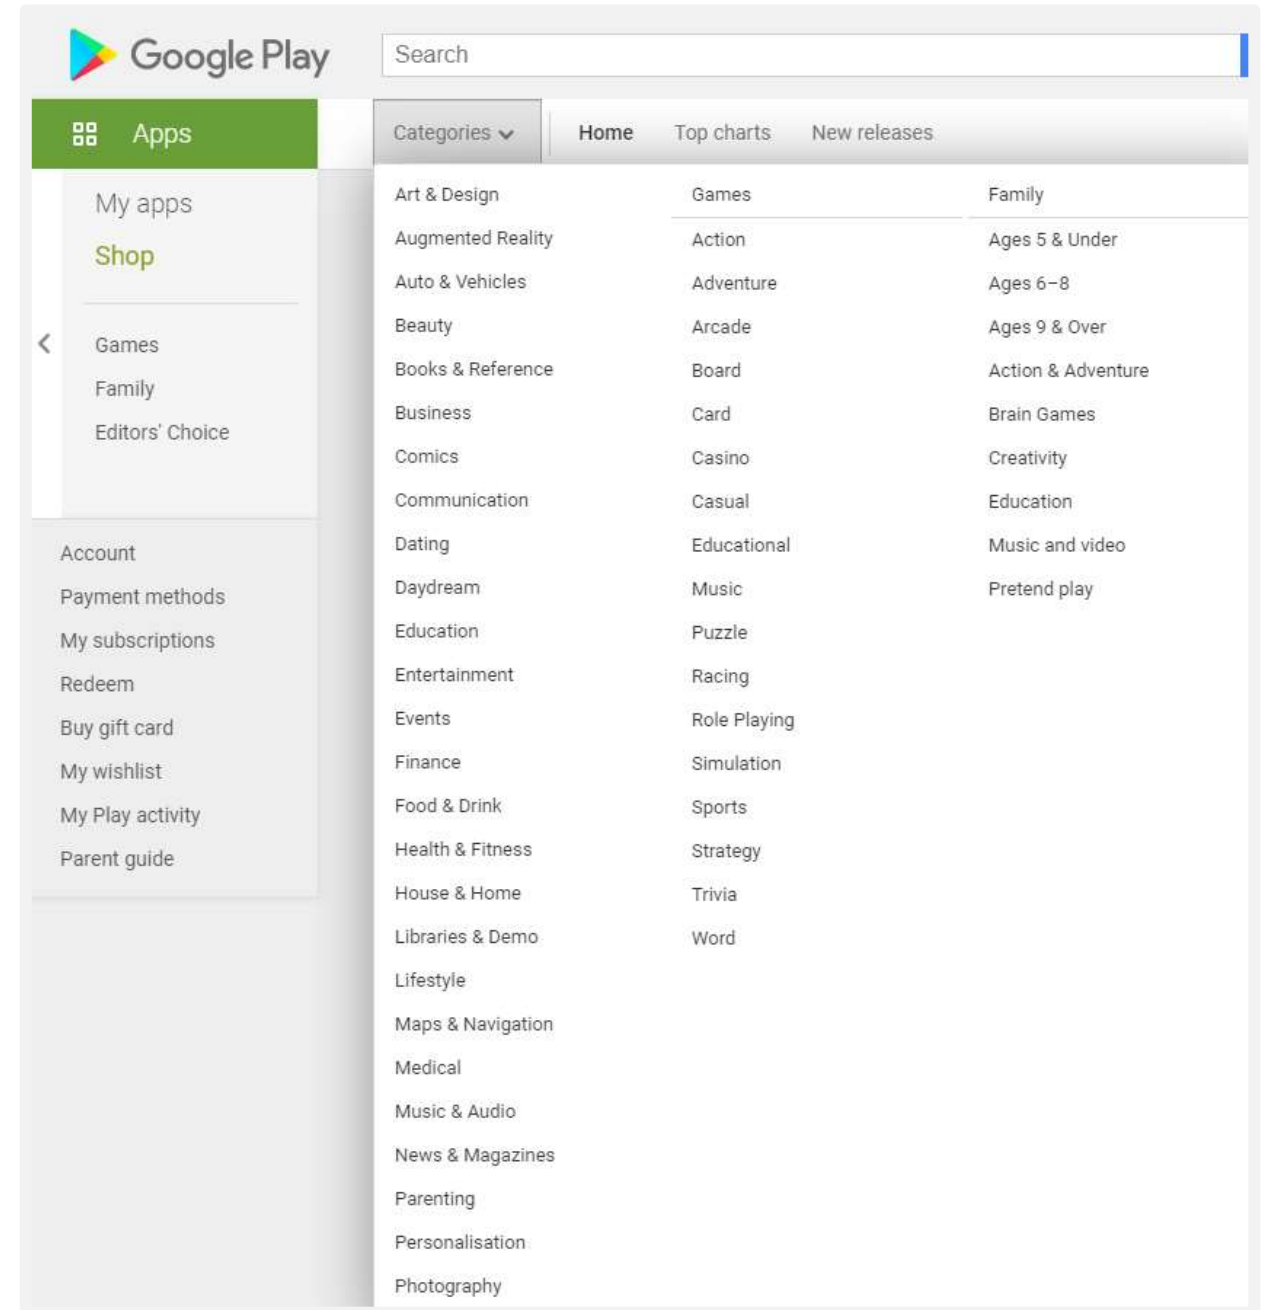 Google Play
Search
Apps
Categories
Home
Top charts
New releases
My apps
Shop
Games
Family
Editors' Choice
Account
Payment methods
My subscriptions
Redeem
Buy gift card
My wishlist
My Play activity
Parent guide
Art & Design
Augmented Reality
Auto & Vehicles
Beauty
Books & Reference
Business
Comics
Communication
Dating
Daydream
Education
Entertainment
Events
Finance
Food & Drink
Health & Fitness
House & Home
Libraries & Demo
Lifestyle
Maps & Navigation
Medical
Music & Audio
News & Magazines
Parenting
Personalisation
Photography
Games
Action
Adventure
Arcade
Board
Card
Casino
Casual
Educational
Music
Puzzle
Racing
Role Playing
Simulation
Sports
Strategy
Trivia
Word
Family
Ages 5 & Under
Ages 6–8
Ages 9 & Over
Action & Adventure
Brain Games
Creativity
Education
Music and video
Pretend play